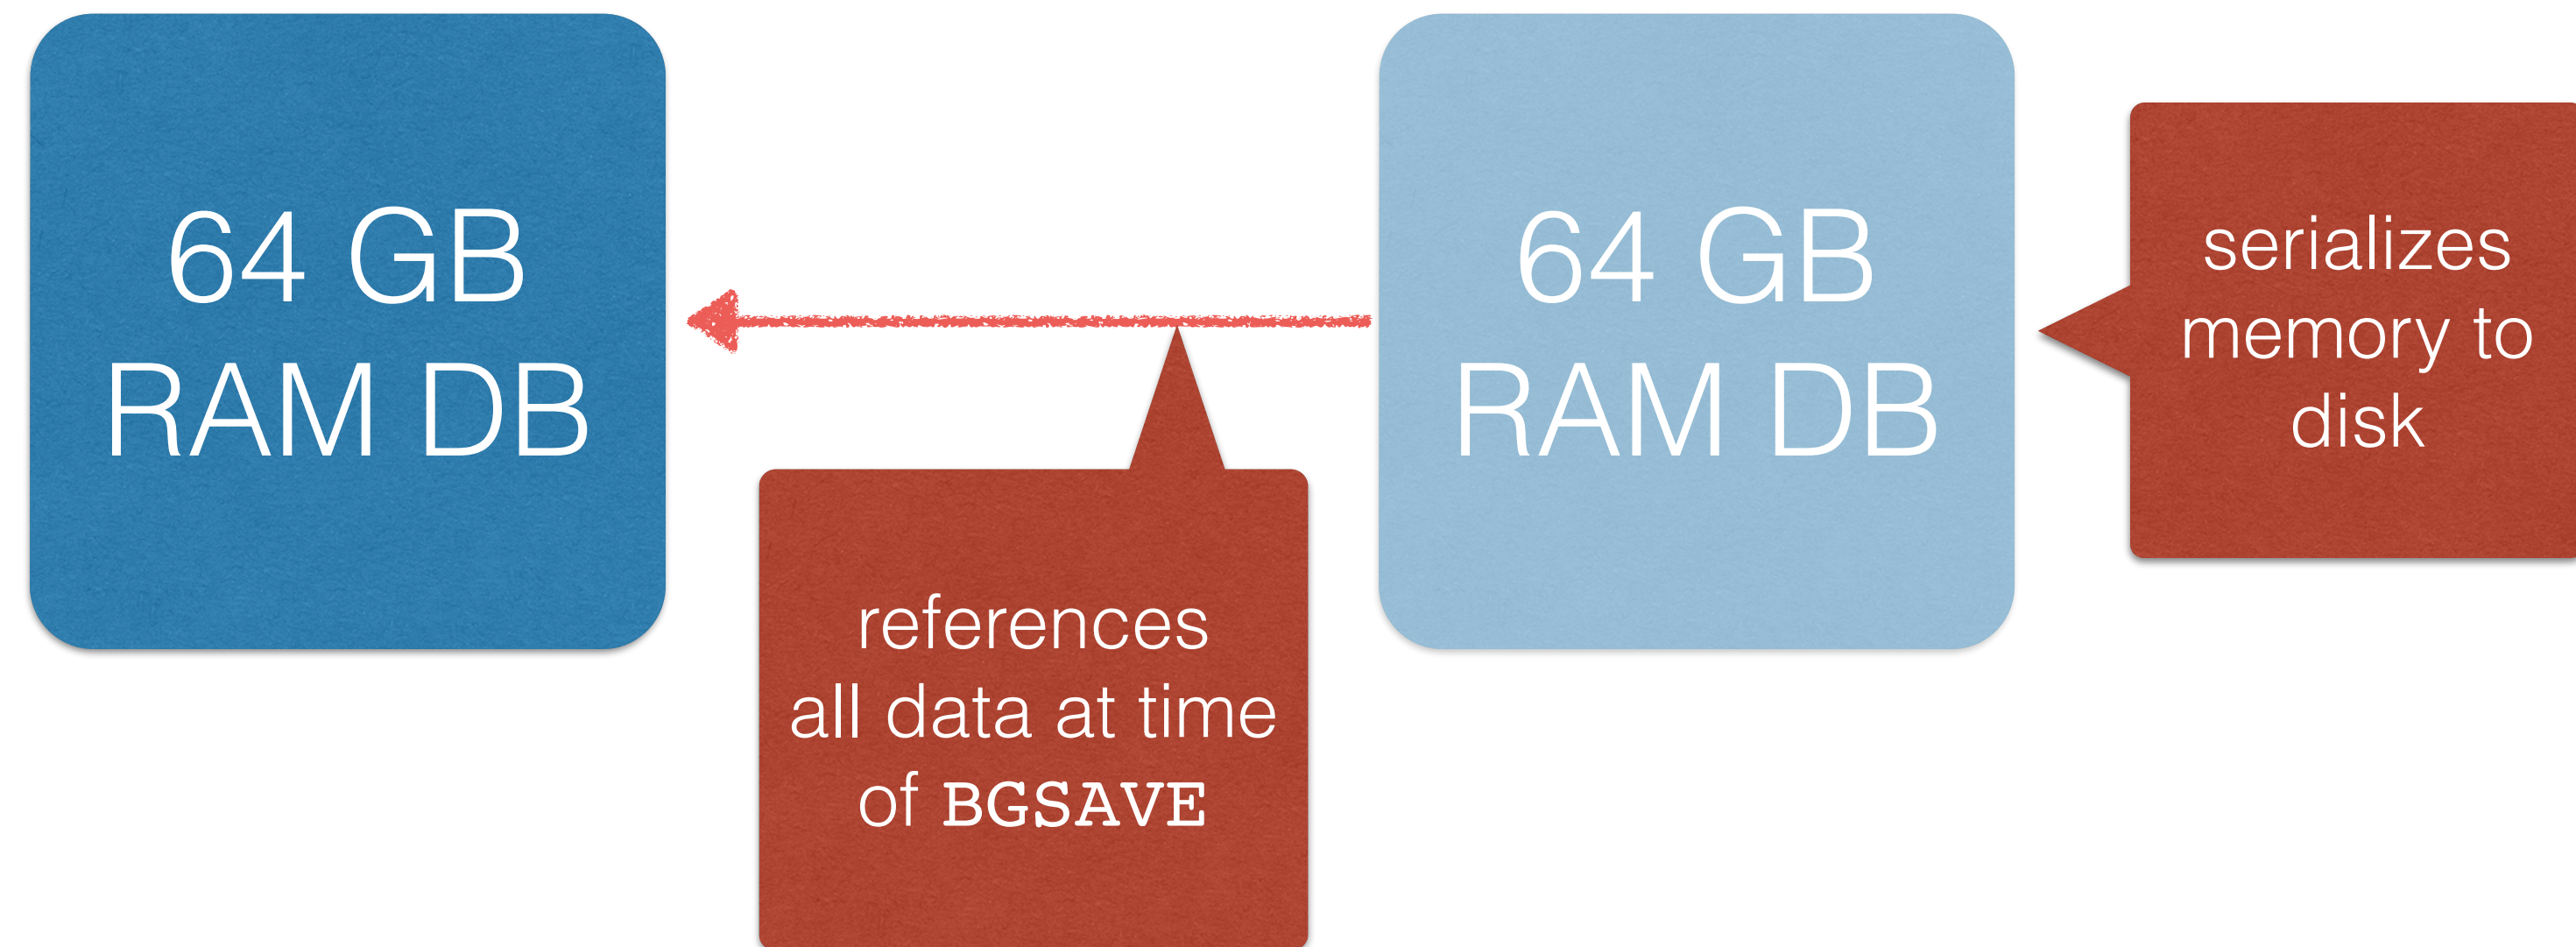 64 GB
RAM DB
references
all data at time
of BGSAVE
64 GB
RAM DB
serializes
memory to
disk